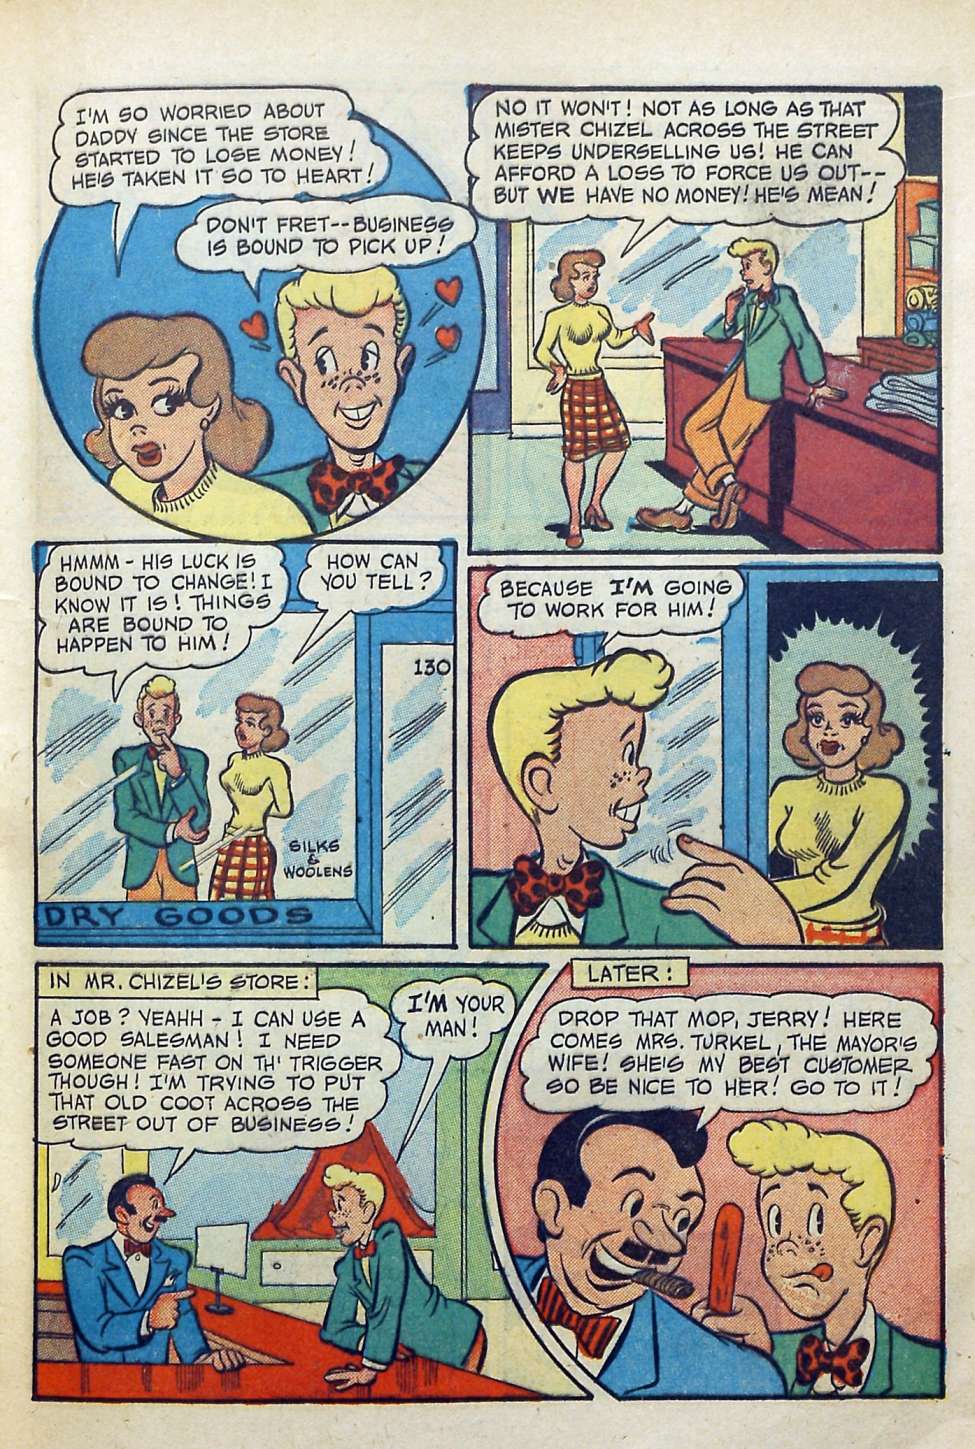 I'M SO WORRIED ABOUT
DADDY SINCE THE STORE
STARTED TO LOSE MONEY!
HE'S TAKEN IT SO TO HEART!
DON'T FRET--BUSINESS
IS BOUND TO PICK UP!
NO IT WON'T! NOT AS LONG AS THAT
MISTER CHIZEL ACROSS THE STREET
KEEPS UNDERSELLING US! HE CAN
AFFORD A LOSS TO FORCE US OUT--
BUT WE HAVE NO MONEY! HE'S MEAN!
HMMM - HIS LUCK IS
BOUND TO CHANGE! I
KNOW IT IS! THINGS
ARE BOUND TO
HAPPEN TO HIM!
HOW CAN
YOU TELL?
130
SILKS
&
WOOLENS
DRY GOODS
BECAUSE I'M GOING
TO WORK FOR HIM!
IN MR. CHIZEL'S STORE:
A JOB? YEAHH - I CAN USE A
GOOD SALESMAN! I NEED
SOMEONE FAST ON TH' TRIGGER
THOUGH! I'M TRYING TO PUT
THAT OLD COOT ACROSS THE
STREET OUT OF BUSINESS!
I'M YOUR
MAN!
LATER:
DROP THAT MOP, JERRY! HERE
COMES MRS. TURKEL, THE MAYOR'S
WIFE! SHE'S MY BEST CUSTOMER
SO BE NICE TO HER! GO TO IT!